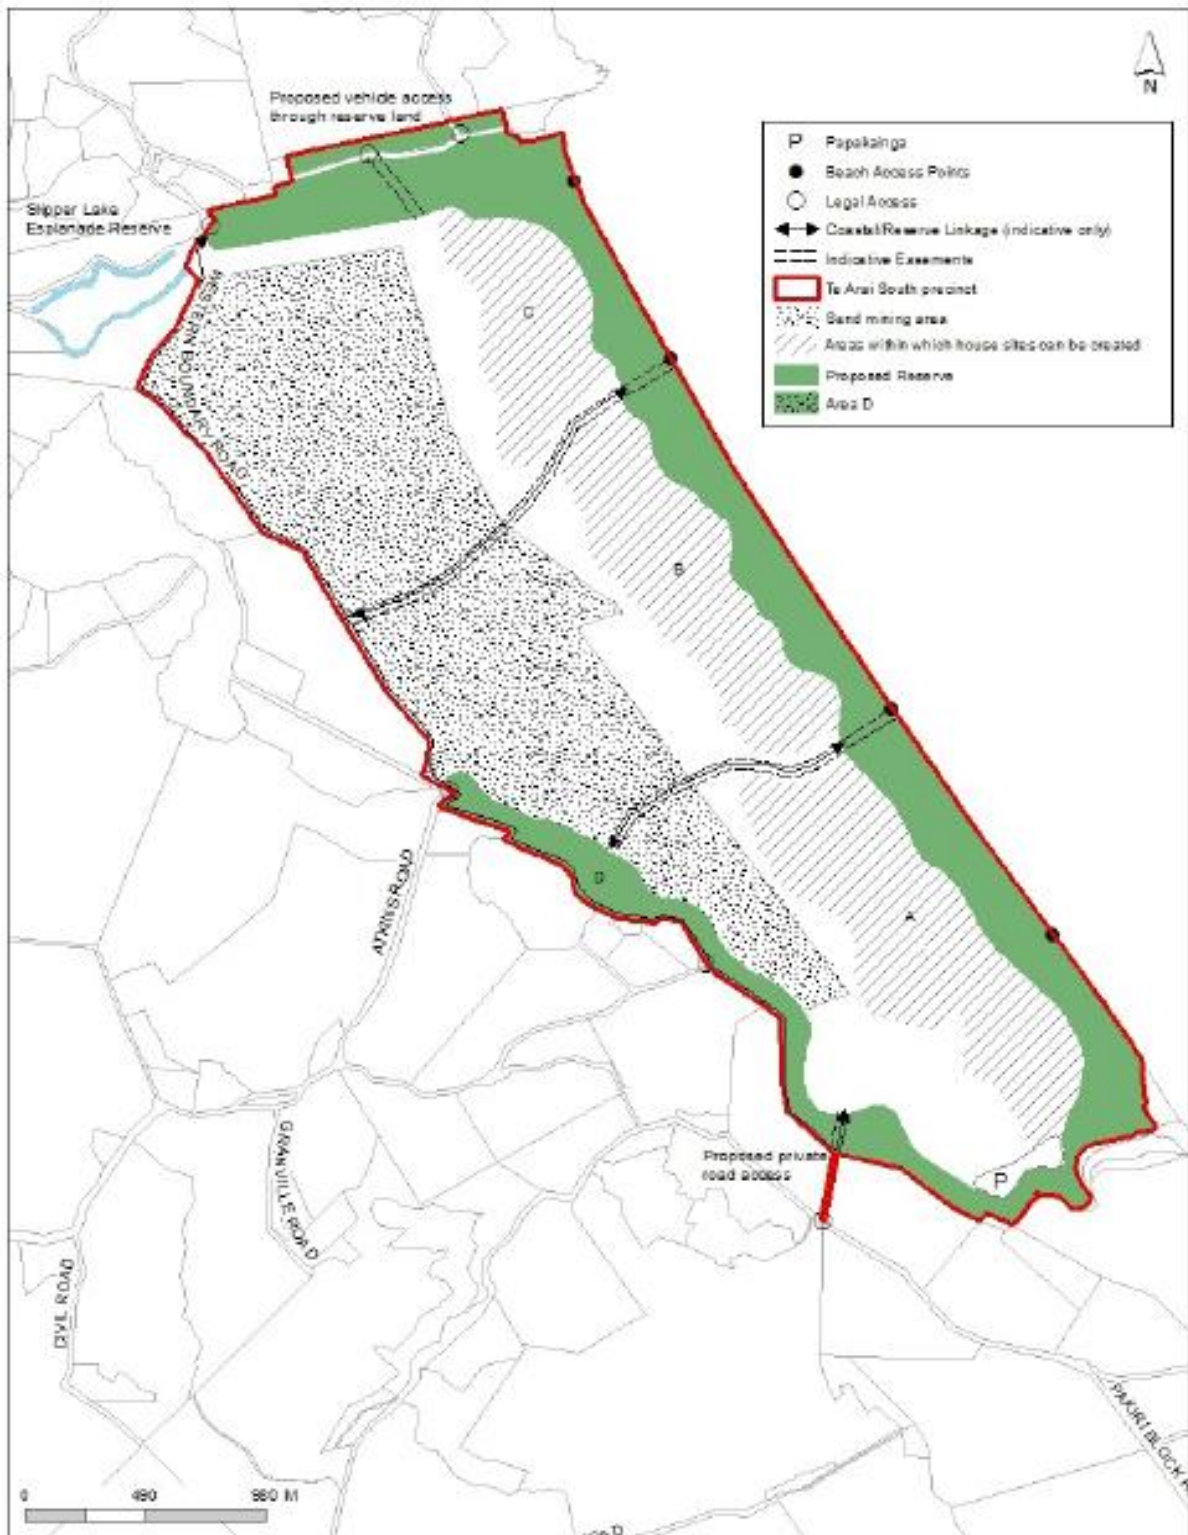 N
Proposed vehicle access
through reserve land
P Papakainga
Beach Access Points
Legal Access
Coastal/Reserve Linkage (indicative only)
Indicative Easements
Te Arai South precinct
Sand mining area
Areas within which house sites can be created
Proposed Reserve
Area D
Slipper Lake
Esplanade Reserve
WESTERN BOUNDARY ROAD
C
B
A
D
ATKINS ROAD
Proposed private
road access
P
GRANVILLE ROAD
CIVIL ROAD
PAKIRI BLOCK R
0 490 980 M